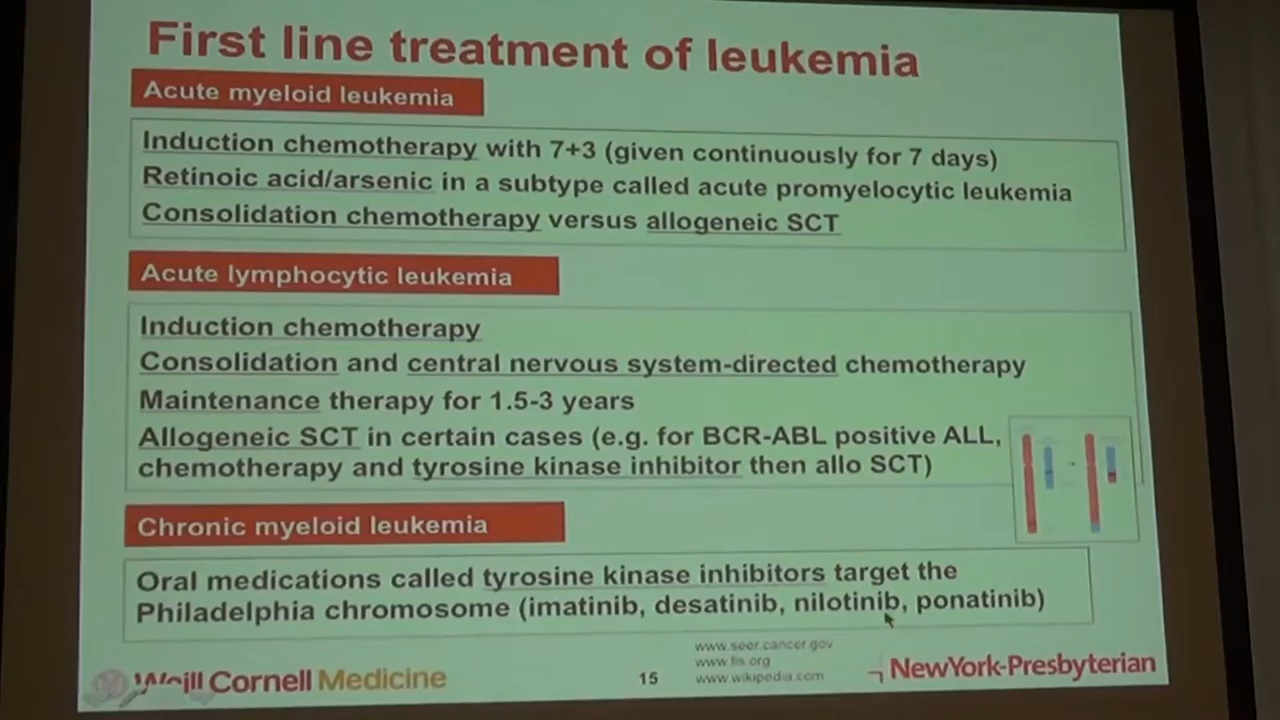 First line treatment of leukemia
Acute myeloid leukemia
Induction chemotherapy with 7+3 (given continuously for 7 days)
Retinoic acid/arsenic in a subtype called acute promyelocytic leukemia
Consolidation chemotherapy versus allogeneic SCT
Acute lymphocytic leukemia
Induction chemotherapy
Consolidation and central nervous system-directed chemotherapy
Maintenance therapy for 1.5-3 years
Allogeneic SCT in certain cases (e.g. for BCR-ABL positive ALL,
chemotherapy and tyrosine kinase inhibitor then allo SCT)
Chronic myeloid leukemia
Oral medications called tyrosine kinase inhibitors target the
Philadelphia chromosome (imatinib, desatinib, nilotinib, ponatinib)
www.seer.cancer.gov
www.lls.org
www.wikipedia.com
Weill Cornell Medicine
15
NewYork-Presbyterian